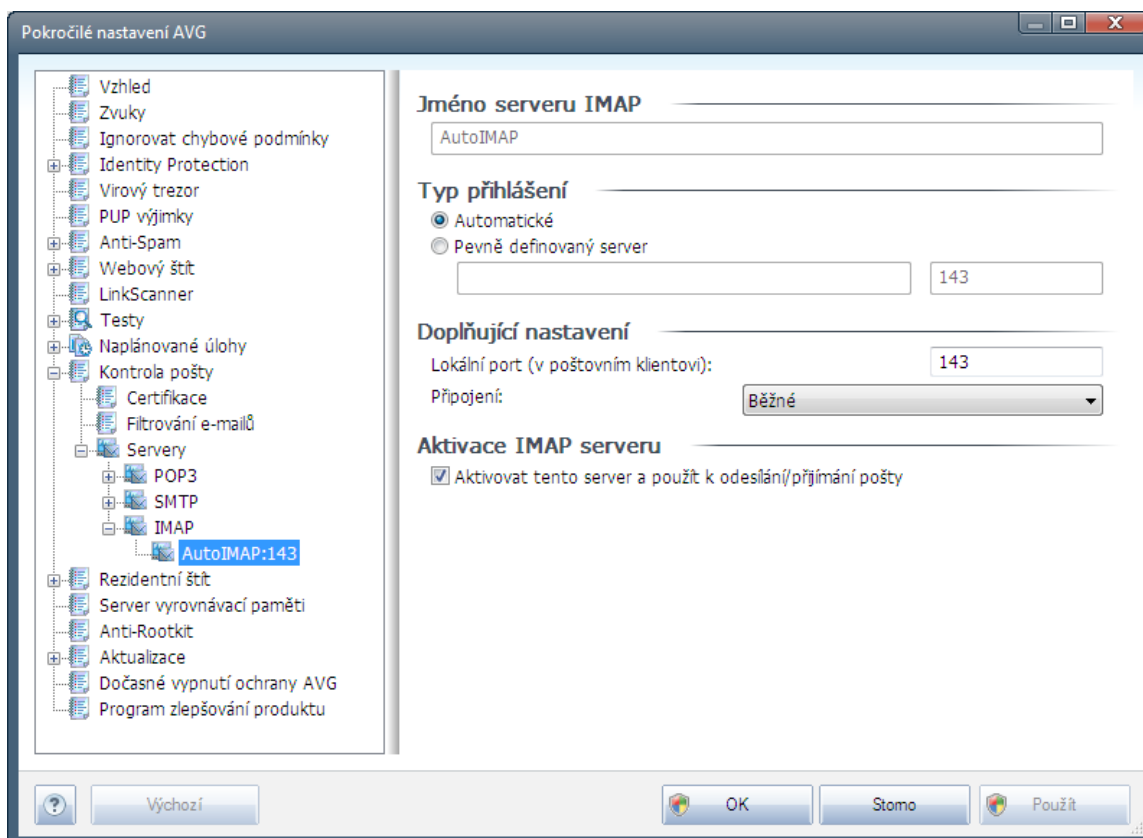 Pokročilé nastavení AVG
Vzhled
Zvuky
Ignorovat chybové podmínky
Identity Protection
Virový trezor
PUP výjimky
Anti-Spam
Webový štít
LinkScanner
Testy
Naplánované úlohy
Kontrola pošty
Certifikace
Filtrování e-mailů
Servery
POP3
SMTP
IMAP
AutoIMAP:143
Rezidentní štít
Server vyrovnávací paměti
Anti-Rootkit
Aktualizace
Dočasné vypnutí ochrany AVG
Program zlepšování produktu
Jméno serveru IMAP
AutoIMAP
Typ přihlášení
Automatické
Pevně definovaný server
143
Doplňující nastavení
Lokální port (v poštovním klientovi): 143
Připojení: Běžné
Aktivace IMAP serveru
Aktivovat tento server a použít k odesílání/přijímání pošty
? Výchozí OK Storno Použít